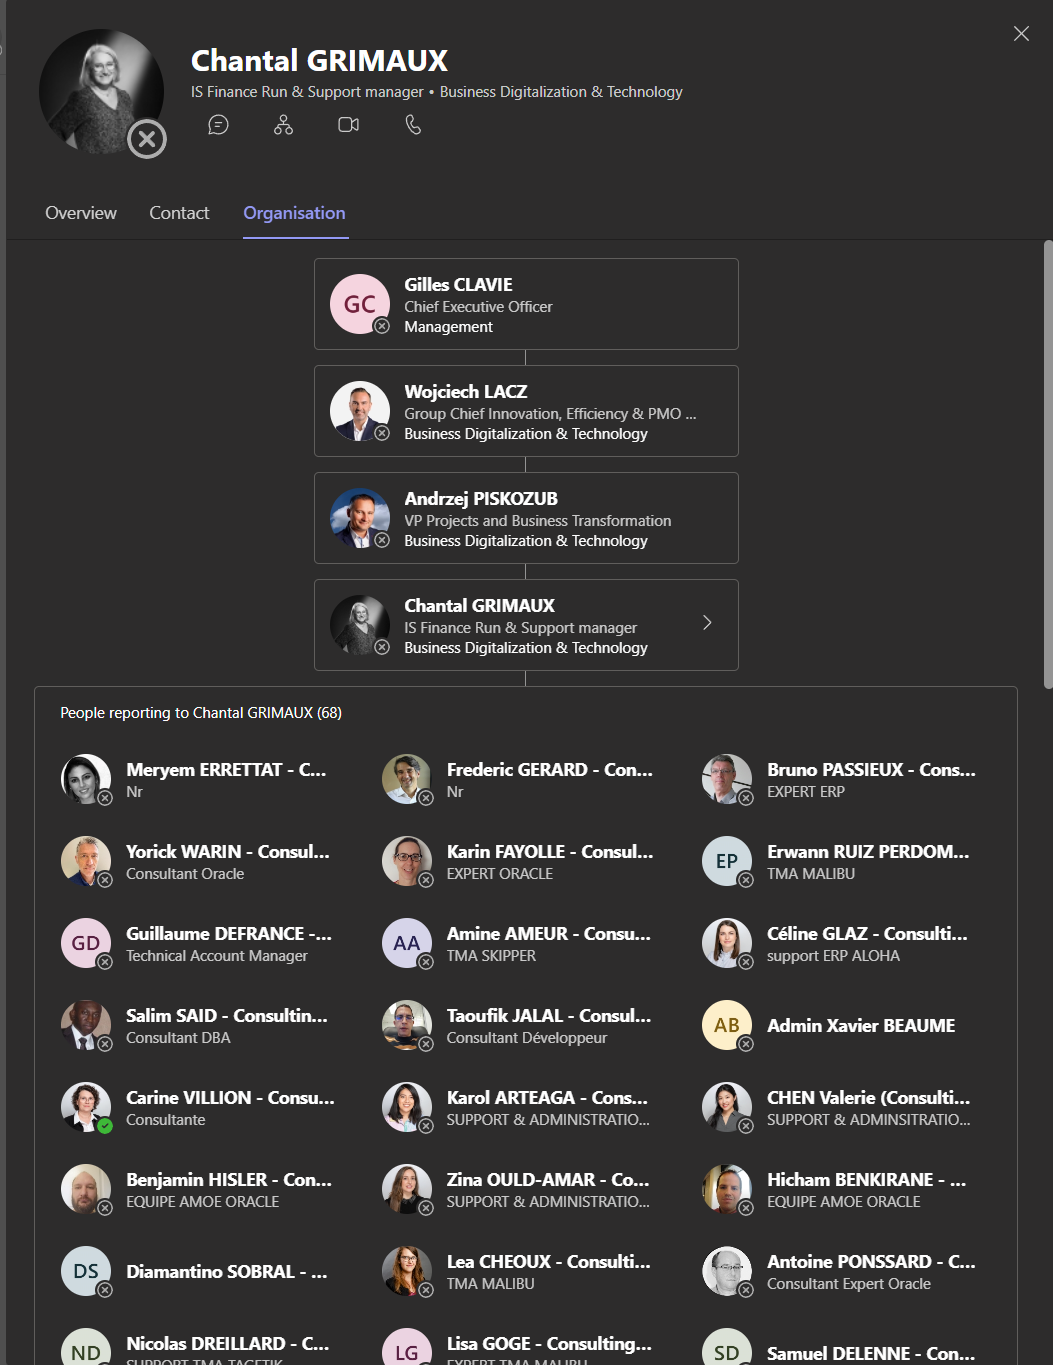 Chantal GRIMAUX
IS Finance Run & Support manager • Business Digitalization & Technology
Overview Contact Organisation
GC
Gilles CLAVIE
Chief Executive Officer
Management
Wojciech LACZ
Group Chief Innovation, Efficiency & PMO ...
Business Digitalization & Technology
Andrzej PISKOZUB
VP Projects and Business Transformation
Business Digitalization & Technology
Chantal GRIMAUX
IS Finance Run & Support manager
Business Digitalization & Technology
People reporting to Chantal GRIMAUX (68)
Meryem ERRETTAT - C...
Nr
Frederic GERARD - Con...
Nr
Bruno PASSIEUX - Cons...
EXPERT ERP
Yorick WARIN - Consul...
Consultant Oracle
Karin FAYOLLE - Consul...
EXPERT ORACLE
EP
Erwann RUIZ PERDOM...
TMA MALIBU
GD
Guillaume DEFRANCE -...
Technical Account Manager
AA
Amine AMEUR - Consu...
TMA SKIPPER
Céline GLAZ - Consulti...
support ERP ALOHA
Salim SAID - Consultin...
Consultant DBA
Taoufik JALAL - Consul...
Consultant Développeur
AB
Admin Xavier BEAUME
Carine VILLION - Consu...
Consultante
Karol ARTEAGA - Cons...
SUPPORT & ADMINISTRATIO...
CHEN Valerie (Consulti...
SUPPORT & ADMINSITRATIO...
Benjamin HISLER - Con...
EQUIPE AMOE ORACLE
Zina OULD-AMAR - Co...
SUPPORT & ADMINISTRATIO...
Hicham BENKIRANE - ...
EQUIPE AMOE ORACLE
DS
Diamantino SOBRAL - ...
Lea CHEOUX - Consulti...
TMA MALIBU
Antoine PONSSARD - C...
Consultant Expert Oracle
ND
Nicolas DREILLARD - C...
SUPPORT TMA TAGETIK
LG
Lisa GOGE - Consulting...
EXPERT TMA MALIBU
SD
Samuel DELENNE - Con...